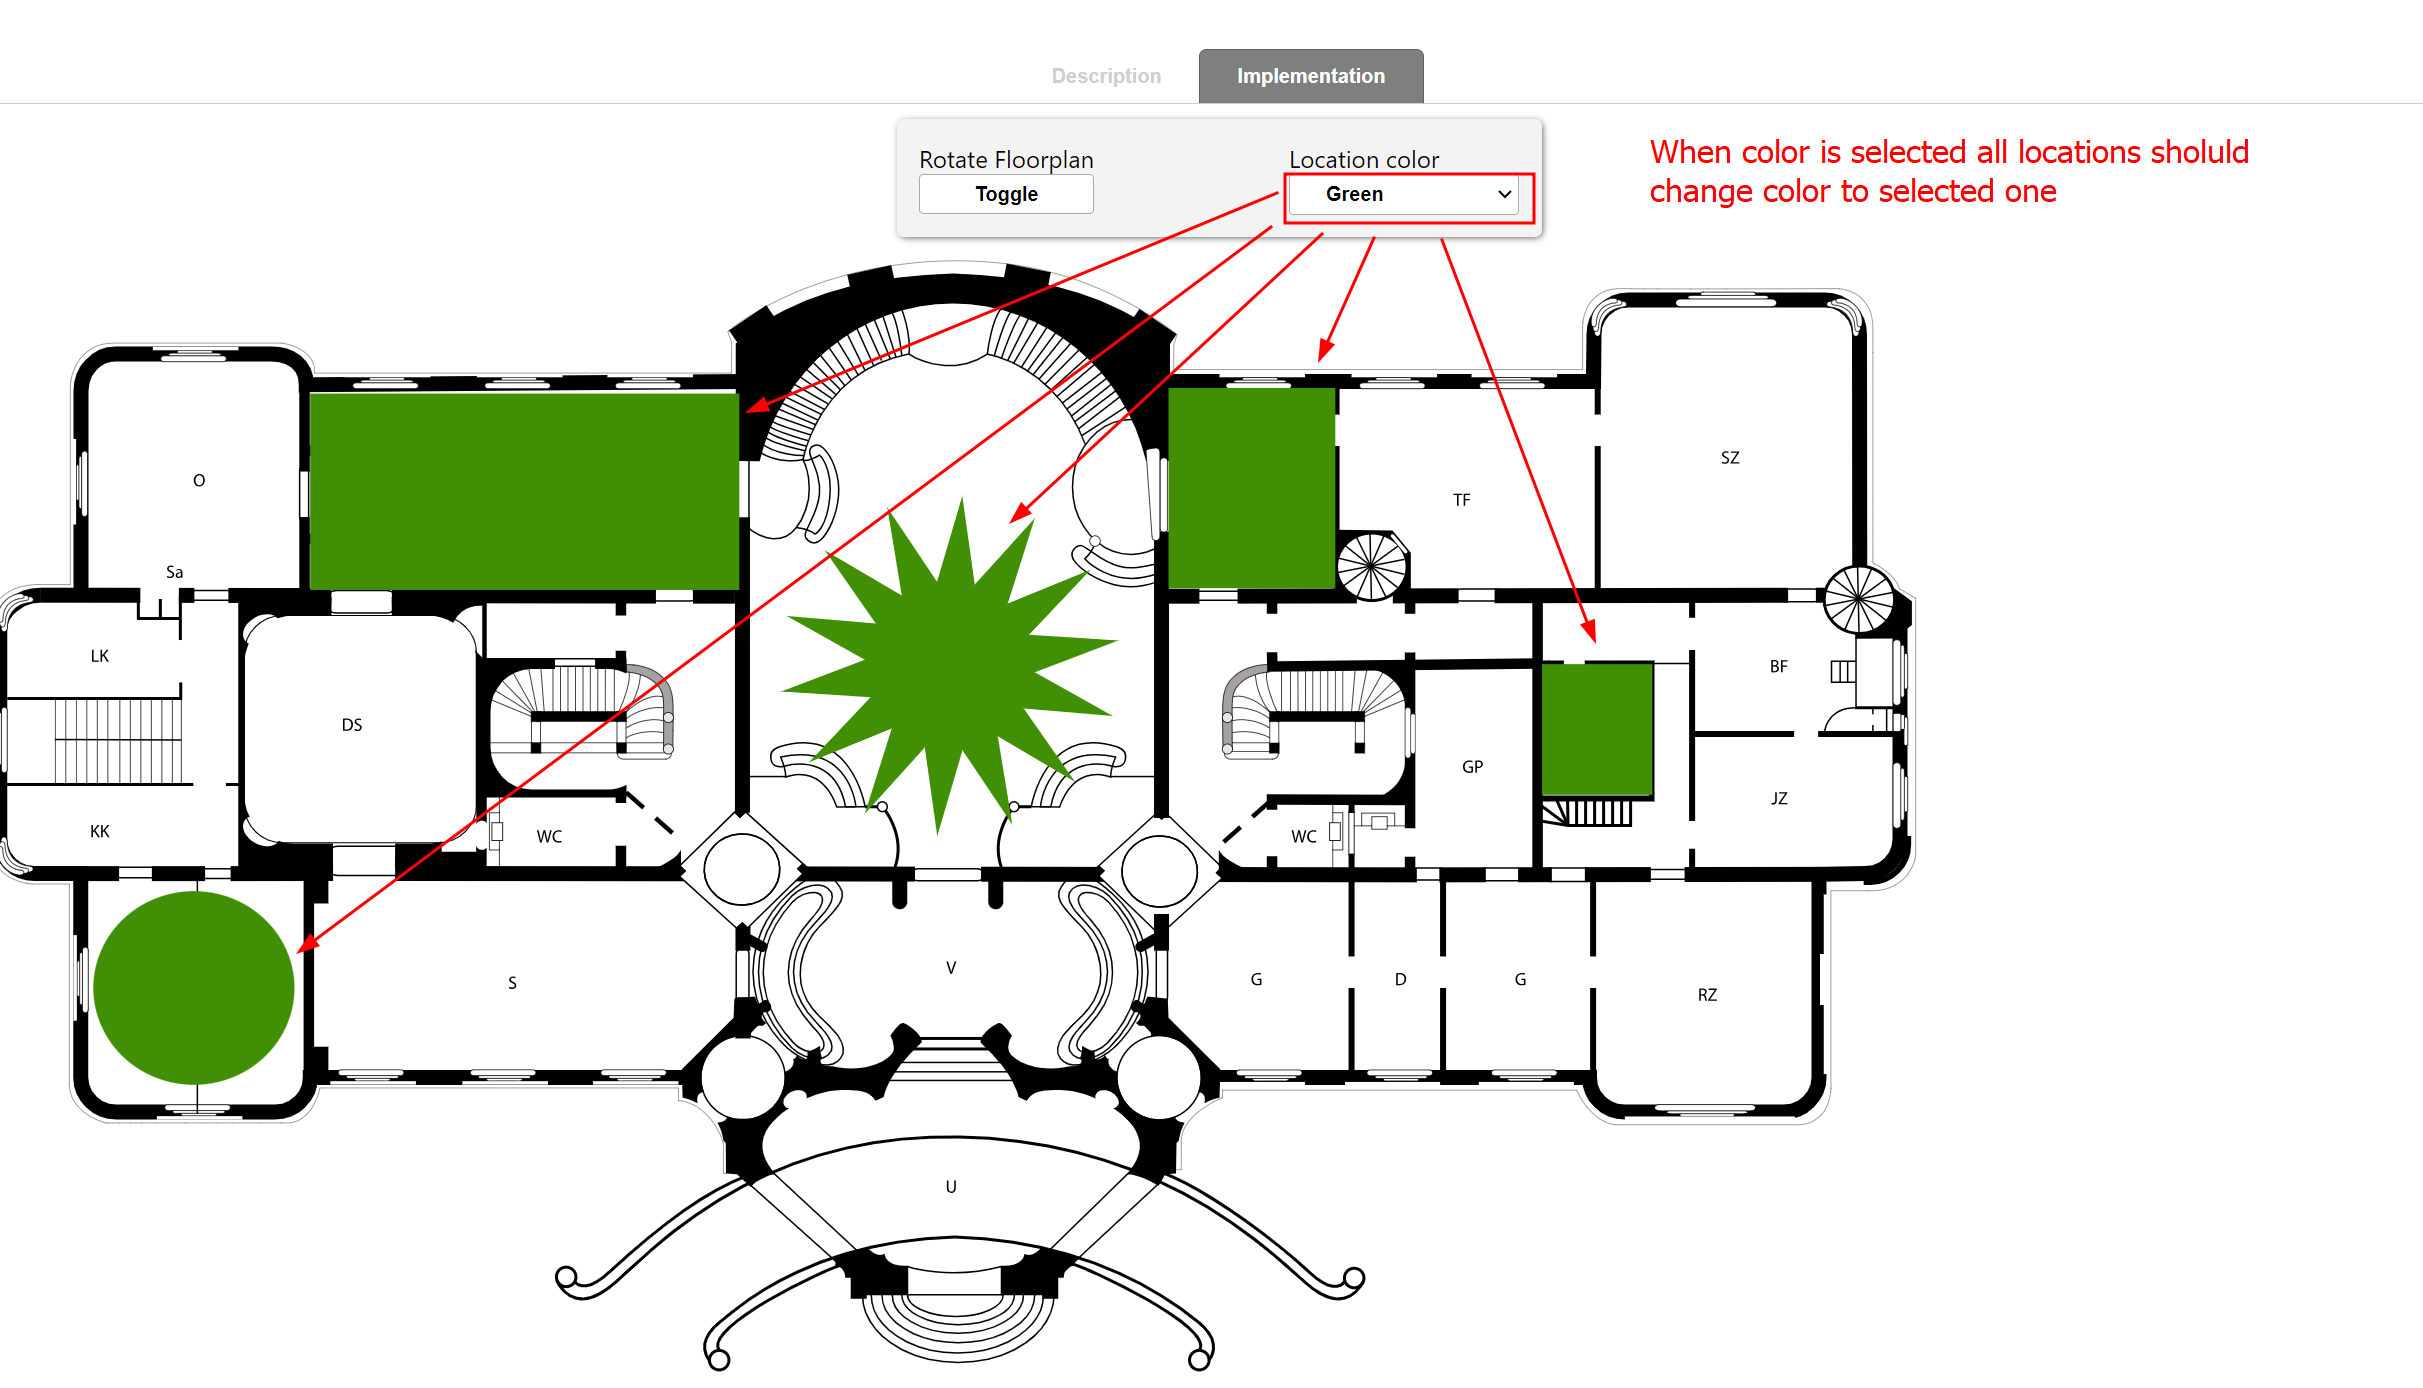 Description
Implementation
Rotate Floorplan
Location color
Toggle
Green
When color is selected all locations sholuld
change color to selected one
O
Sa
TF
SZ
LK
DS
KK
WC
WC
GP
BF
JZ
S
V
G
D
G
RZ
U